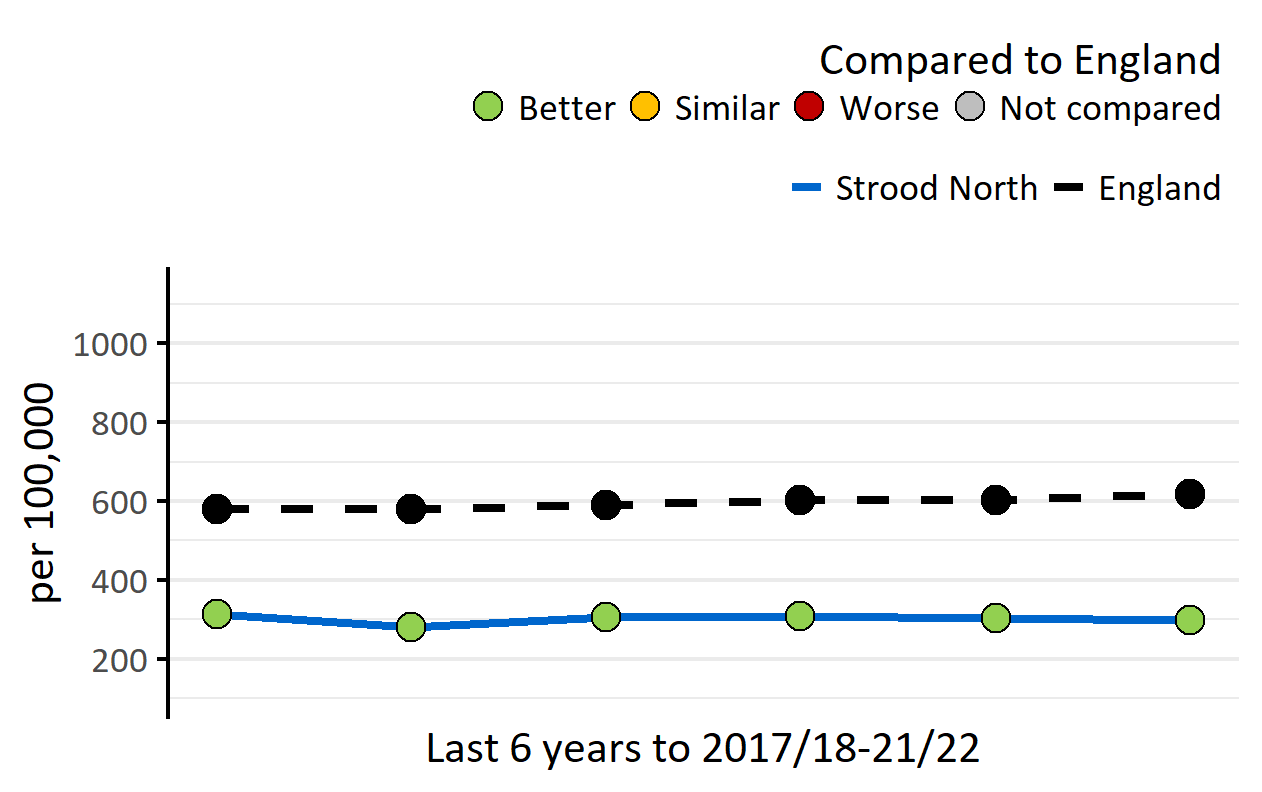 Compared to England
Better Similar Worse Not compared
Strood North England
1000
800
600
400
200
per 100,000
Last 6 years to 2017/18-21/22